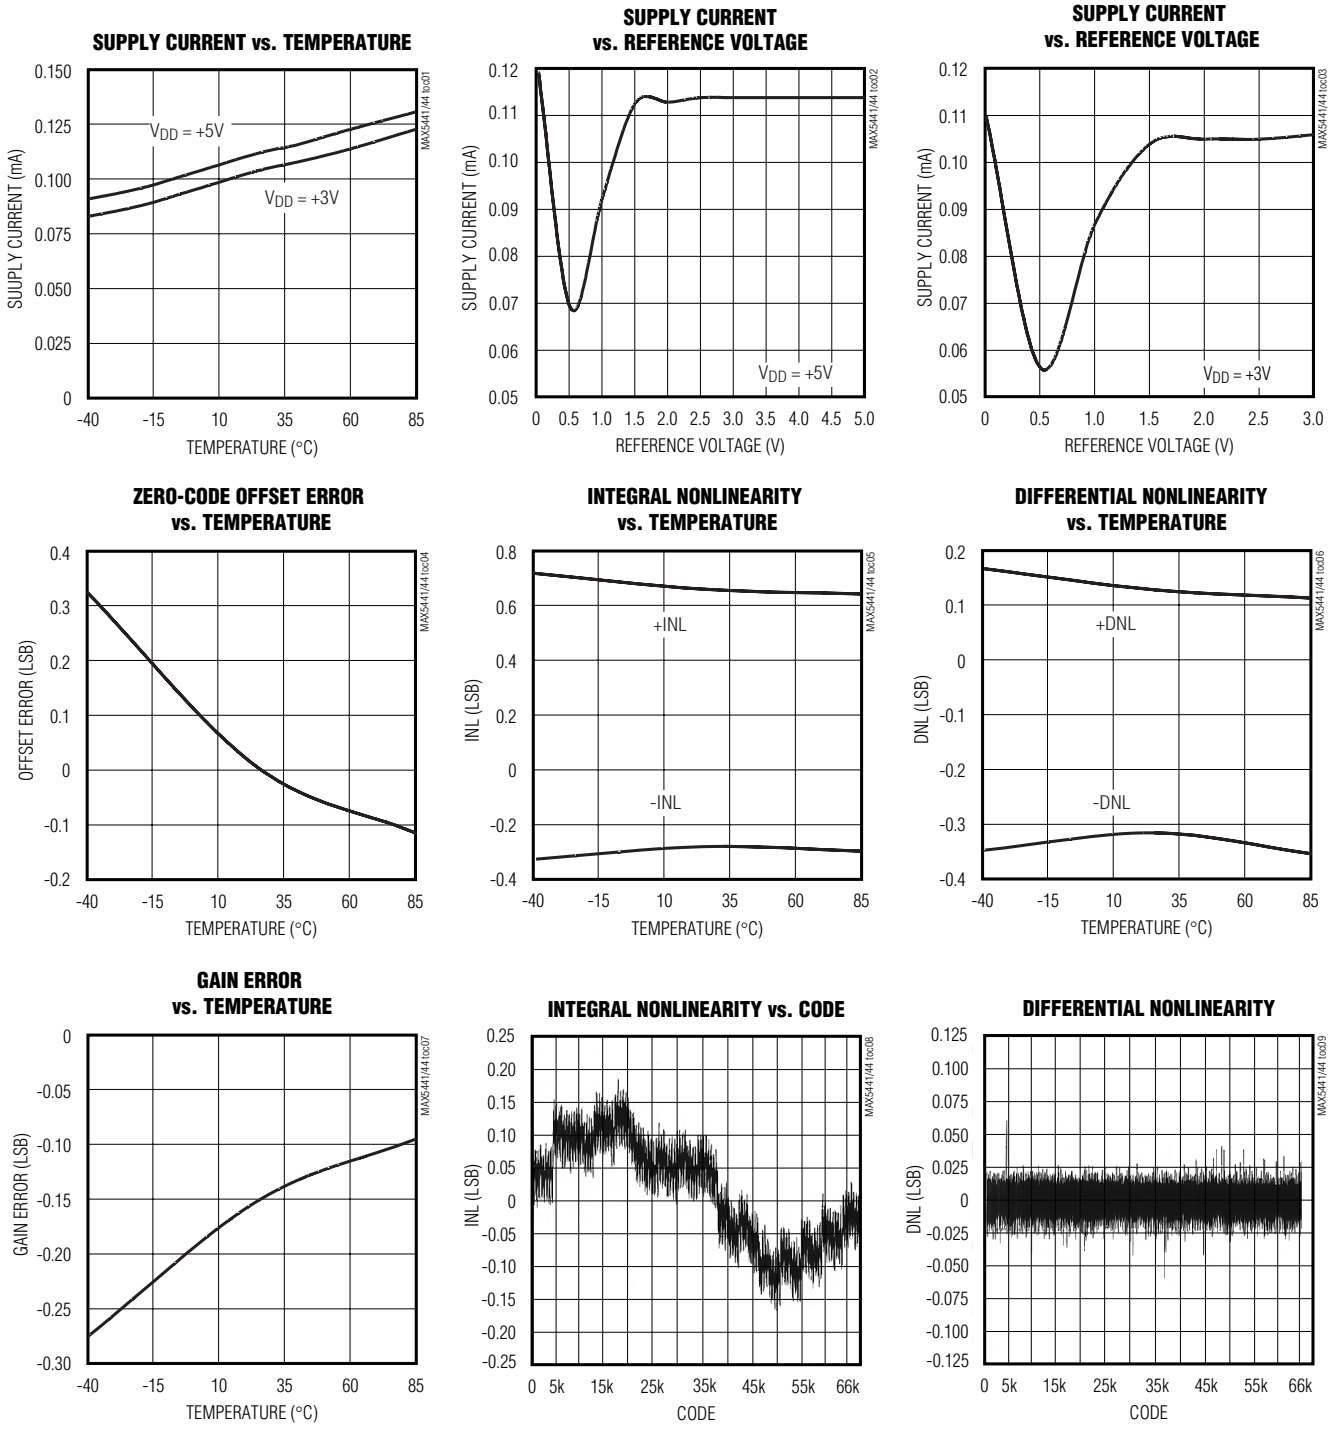 SUPPLY CURRENT vs. TEMPERATURE
MAX5441/44 toc01
0.150
0.125
0.100
0.075
0.050
0.025
0
SUUPLY CURRENT (mA)
VDD = +5V
VDD = +3V
-40 -15 10 35 60 85
TEMPERATURE (°C)
SUPPLY CURRENT
vs. REFERENCE VOLTAGE
MAX5441/44 toc02
0.12
0.11
0.10
0.09
0.08
0.07
0.06
0.05
SUPPLY CURRENT (mA)
VDD = +5V
0 0.5 1.0 1.5 2.0 2.5 3.0 3.5 4.0 4.5 5.0
REFERENCE VOLTAGE (V)
SUPPLY CURRENT
vs. REFERENCE VOLTAGE
MAX5441/44 toc03
0.12
0.11
0.10
0.09
0.08
0.07
0.06
0.05
SUPPLY CURRENT (mA)
VDD = +3V
0 0.5 1.0 1.5 2.0 2.5 3.0
REFERENCE VOLTAGE (V)
ZERO-CODE OFFSET ERROR
vs. TEMPERATURE
MAX5441/44 toc04
0.4
0.3
0.2
0.1
0
-0.1
-0.2
OFFSET ERROR (LSB)
-40 -15 10 35 60 85
TEMPERATURE (°C)
INTEGRAL NONLINEARITY
vs. TEMPERATURE
MAX5441/44 toc05
0.8
0.6
0.4
0.2
0
-0.2
-0.4
INL (LSB)
+INL
-INL
-40 -15 10 35 60 85
TEMPERATURE (°C)
DIFFERENTIAL NONLINEARITY
vs. TEMPERATURE
MAX5441/44 toc06
0.2
0.1
0
-0.1
-0.2
-0.3
-0.4
DNL (LSB)
+DNL
-DNL
-40 -15 10 35 60 85
TEMPERATURE (°C)
GAIN ERROR
vs. TEMPERATURE
MAX5441/44 toc07
0
-0.05
-0.10
-0.15
-0.20
-0.25
-0.30
GAIN ERROR (LSB)
-40 -15 10 35 60 85
TEMPERATURE (°C)
INTEGRAL NONLINEARITY vs. CODE
MAX5441/44 toc08
0.25
0.20
0.15
0.10
0.05
0
-0.05
-0.10
-0.15
-0.20
-0.25
INL (LSB)
0 5k 15k 25k 35k 45k 55k 66k
CODE
DIFFERENTIAL NONLINEARITY
MAX5441/44 toc09
0.125
0.100
0.075
0.050
0.025
0
-0.025
-0.050
-0.075
-0.100
-0.125
DNL (LSB)
0 5k 15k 25k 35k 45k 55k 66k
CODE